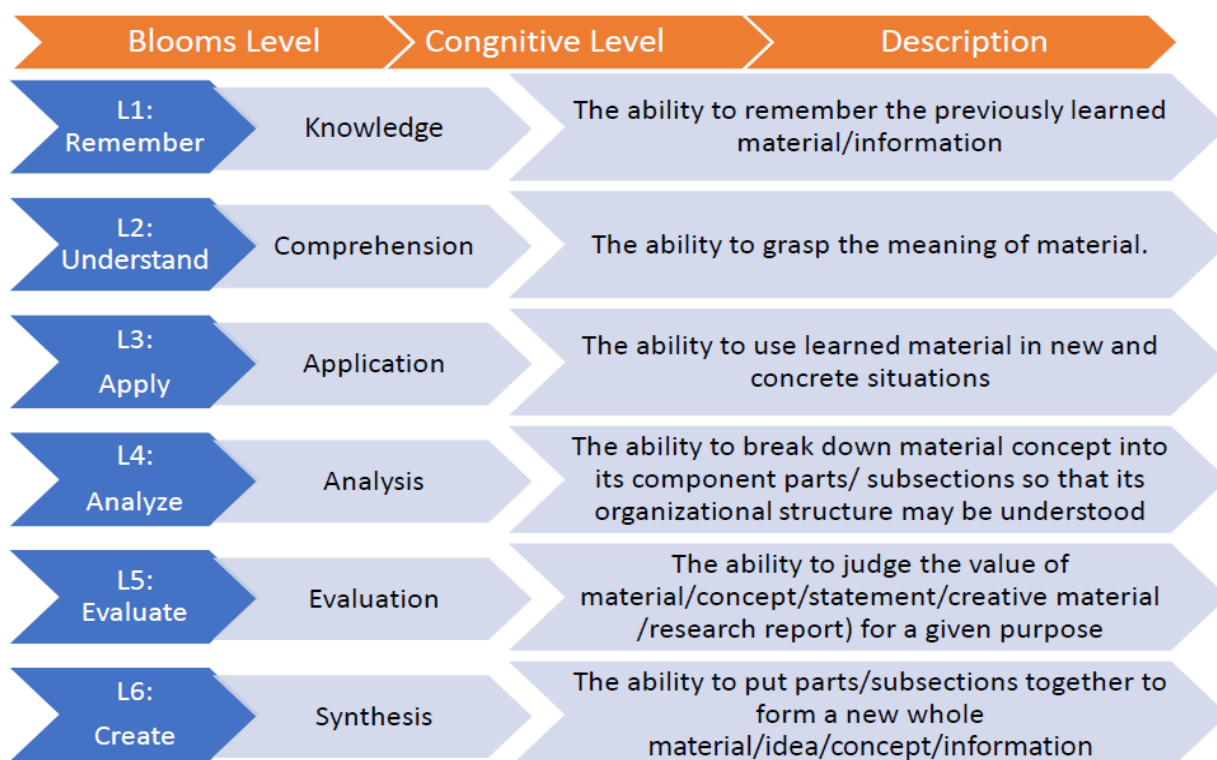 Blooms Level
Congnitive Level
Description
L1:
Remember
Knowledge
The ability to remember the previously learned
material/information
L2:
Understand
Comprehension
The ability to grasp the meaning of material.
L3:
Apply
Application
The ability to use learned material in new and
concrete situations
L4:
Analyze
Analysis
The ability to break down material concept into
its component parts/ subsections so that its
organizational structure may be understood
L5:
Evaluate
Evaluation
The ability to judge the value of
material/concept/statement/creative material
/research report) for a given purpose
L6:
Create
Synthesis
The ability to put parts/subsections together to
form a new whole
material/idea/concept/information